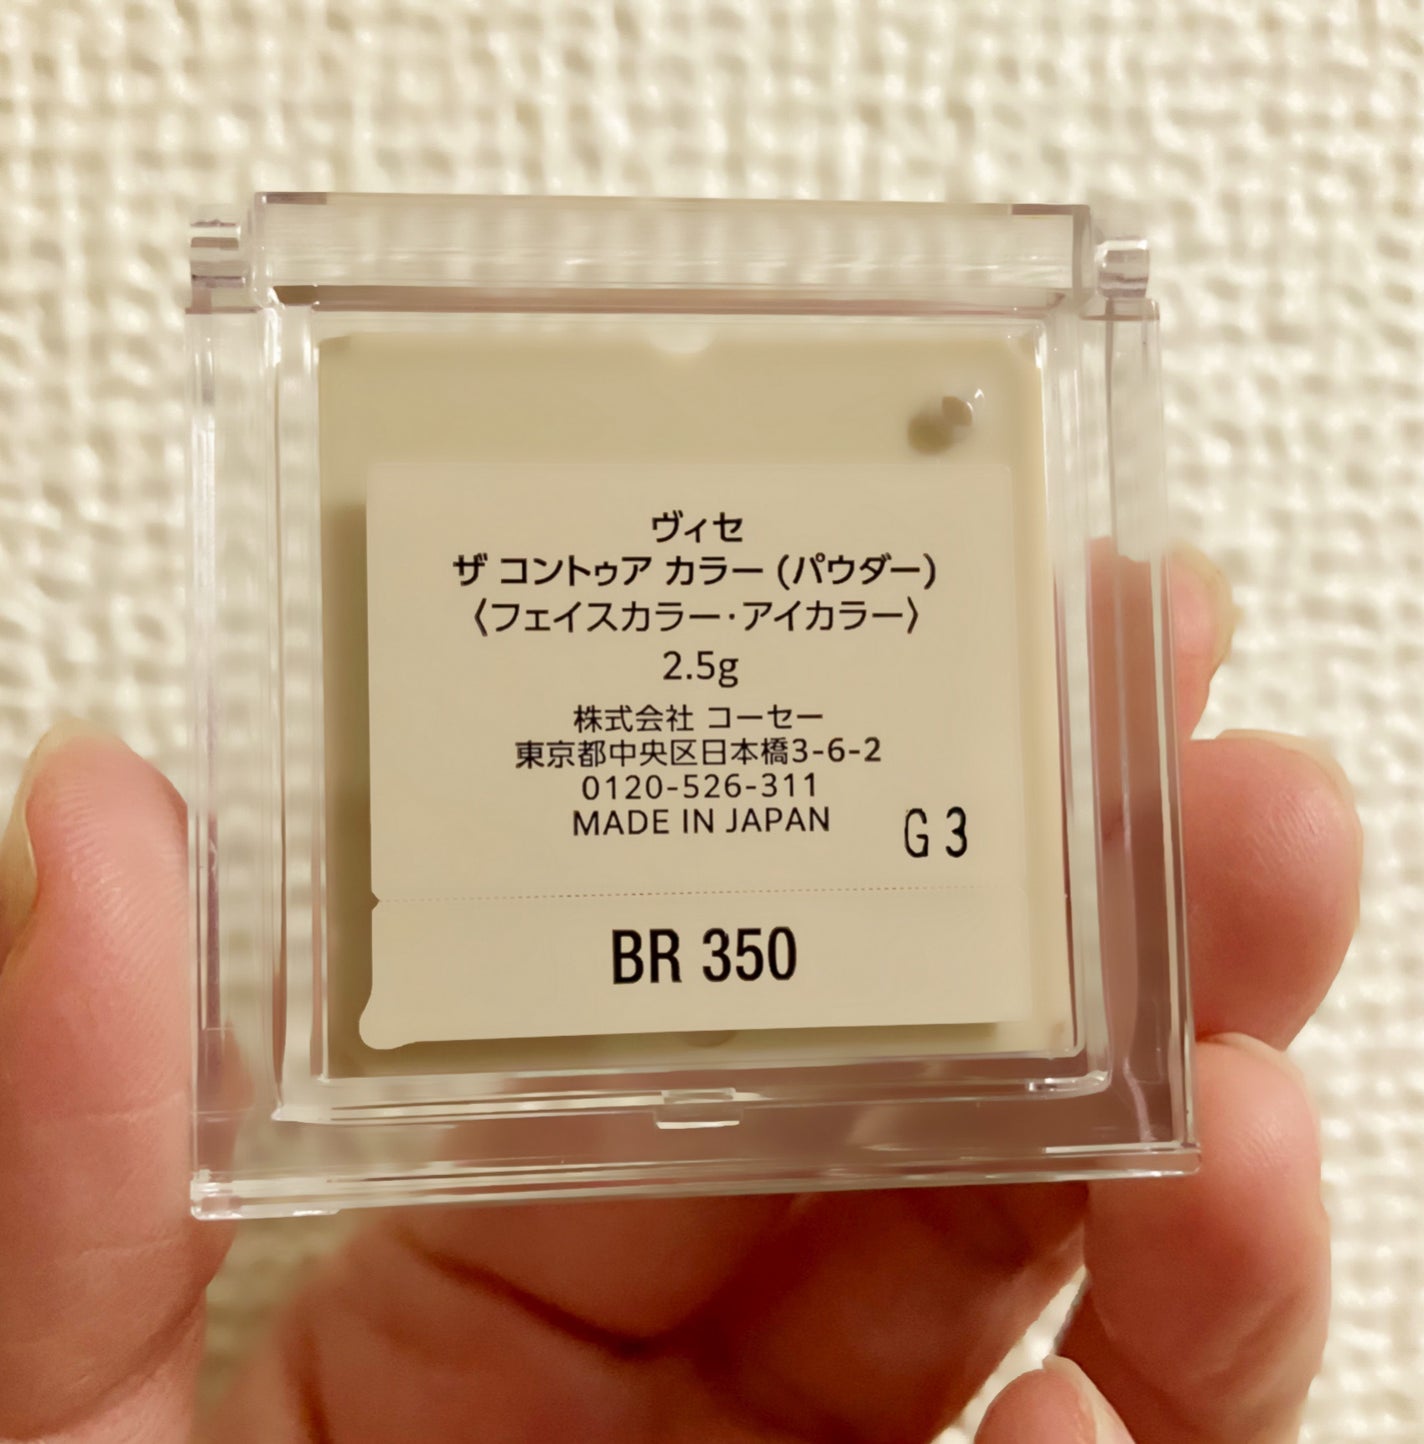 ヴィセ
ザ コントゥア カラー (パウダー)
〈フェイスカラー・アイカラー〉
2.5g
株式会社 コーセー
東京都中央区日本橋3-6-2
0120-526-311
MADE IN JAPAN
G 3
BR 350